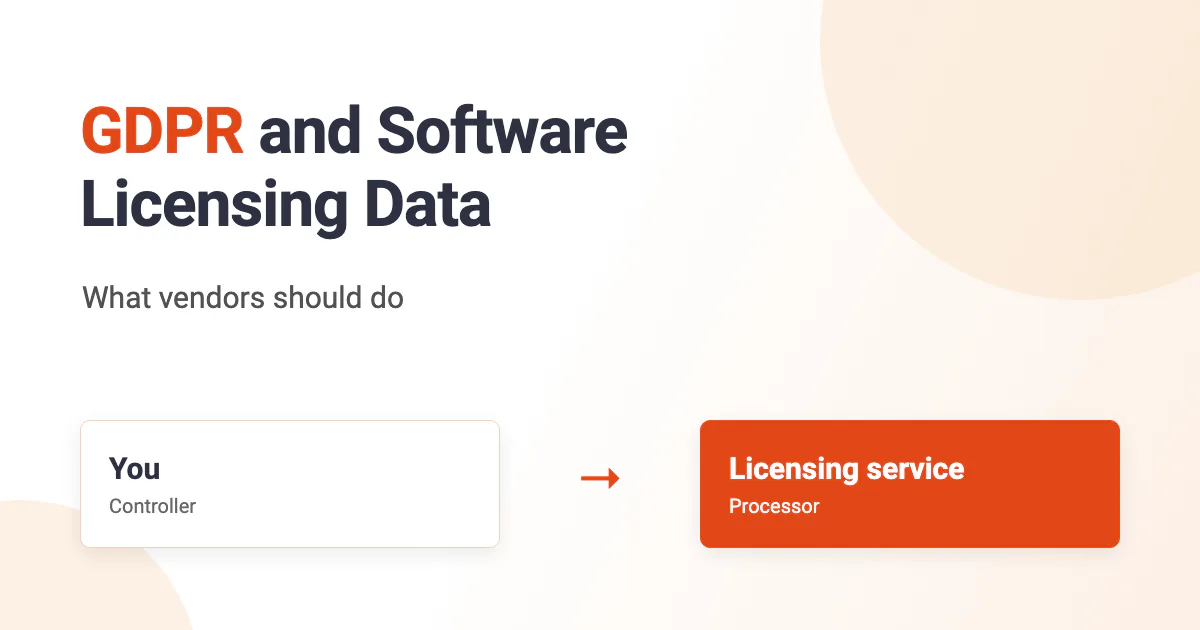 GDPR and Software
Licensing Data
What vendors should do
You
Controller
Licensing service
Processor